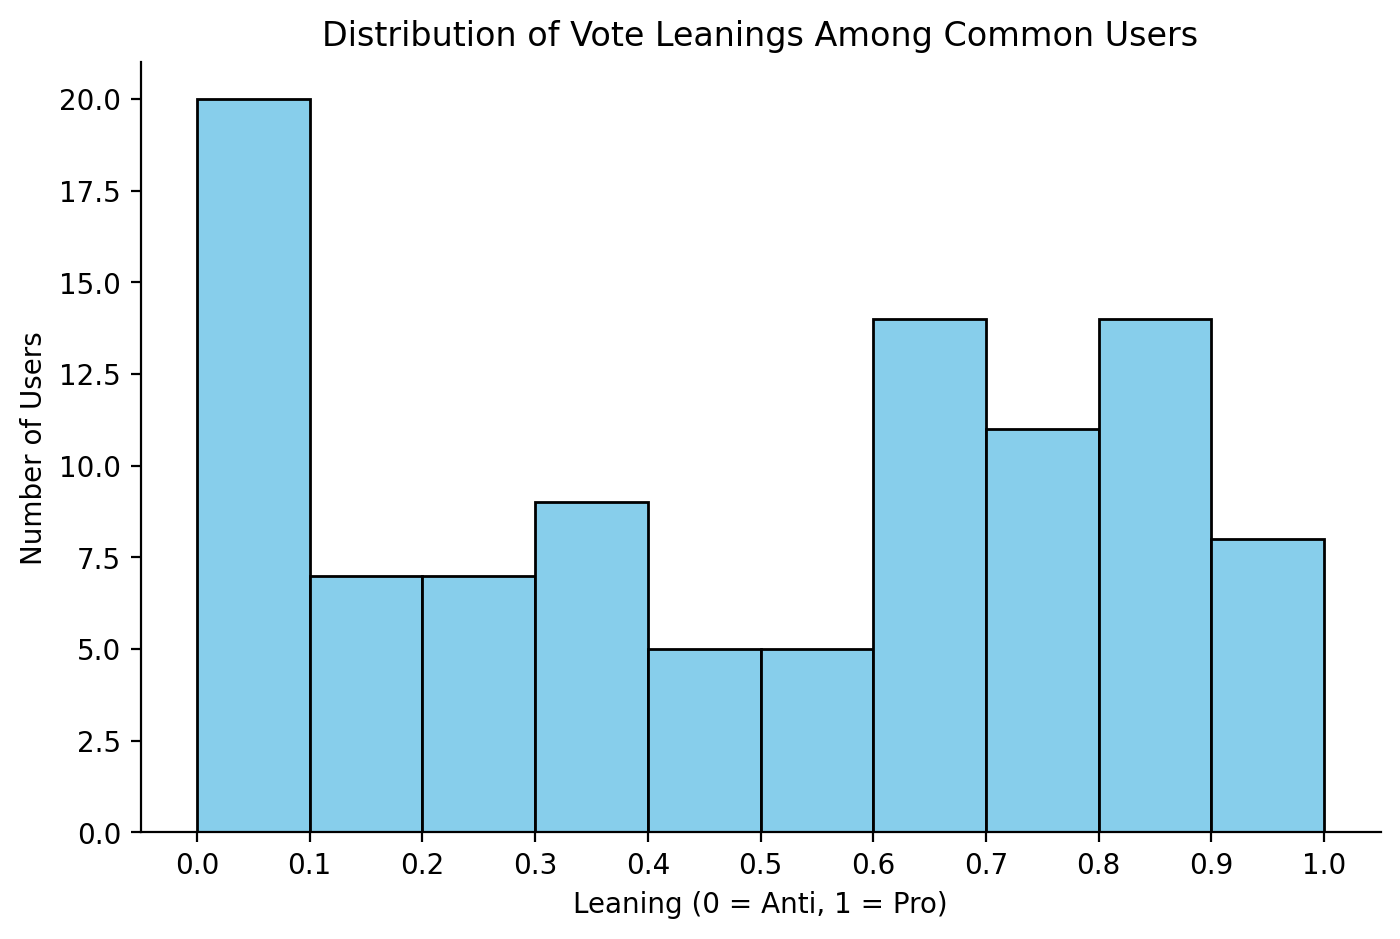 Distribution of Vote Leanings Among Common Users
20.0
17.5
15.0
12.5
10.0
7.5
5.0
2.5
0.0
Number of Users
0.0 0.1 0.2 0.3 0.4 0.5 0.6 0.7 0.8 0.9 1.0
Leaning (0 = Anti, 1 = Pro)